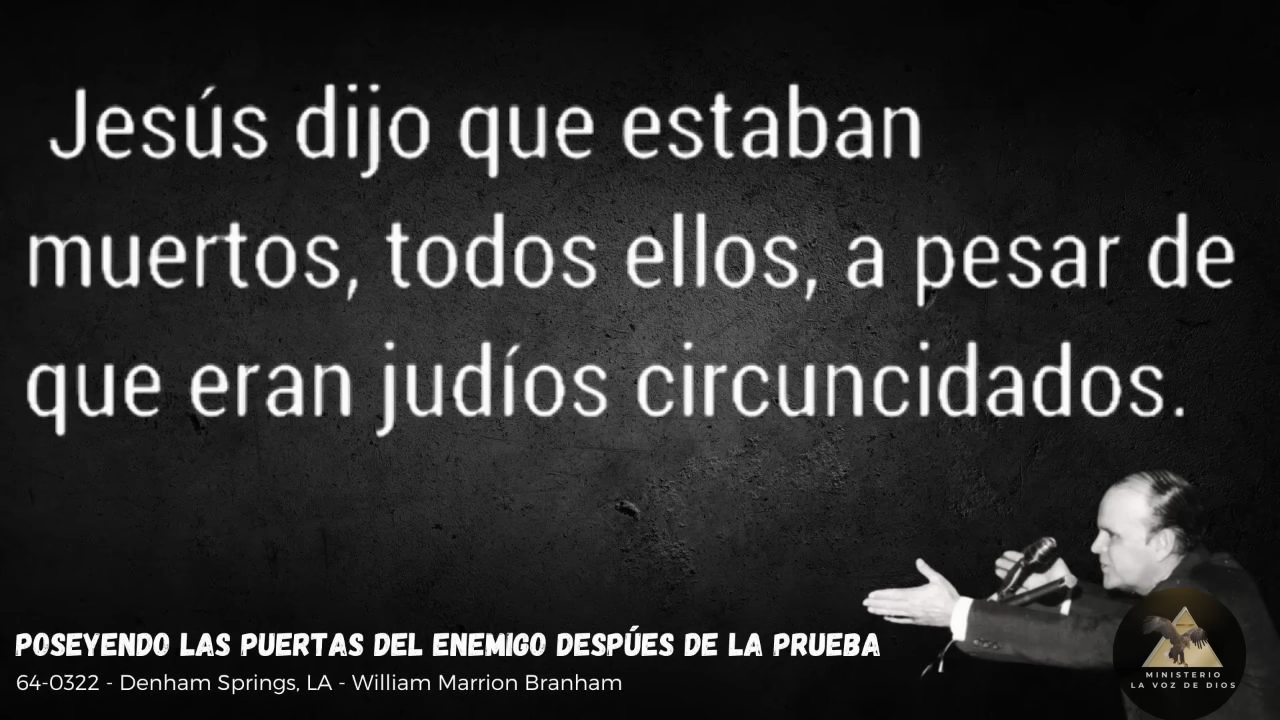 Jesús dijo que estaban
muertos, todos ellos, a pesar de
que eran judíos circuncidados.
POSEYENDO LAS PUERTAS DEL ENEMIGO DESPÚES DE LA PRUEBA
64-0322 - Denham Springs, LA - William Marrion Branham
MINISTERIO
LA VOZ DE DIOS